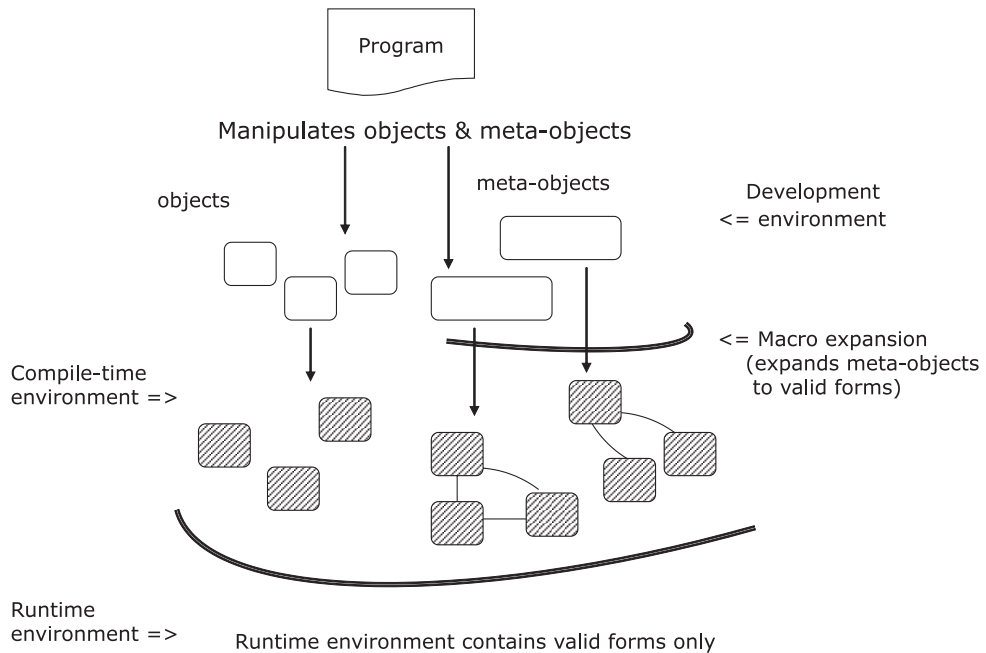 Program
Manipulates objects & meta-objects
objects
meta-objects
Development
<= environment
<= Macro expansion
(expands meta-objects
to valid forms)
Compile-time
environment =>
Runtime
environment =>
Runtime environment contains valid forms only